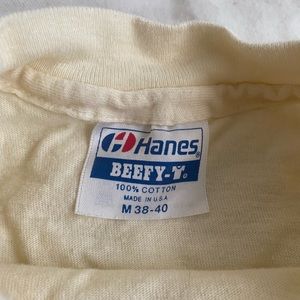 Hanes®
BEEFY-T®
100% COTTON
MADE IN U.S.A
M 38-40